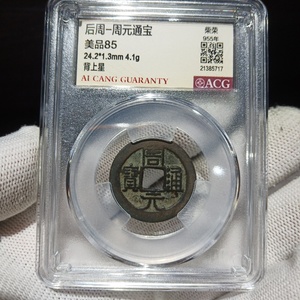 后周-周元通宝
美品85
24.2*1.3mm 4.1g
背上星
AI CANG GUARANTY
柴荣
955年
21385717
ACG
周元通寶